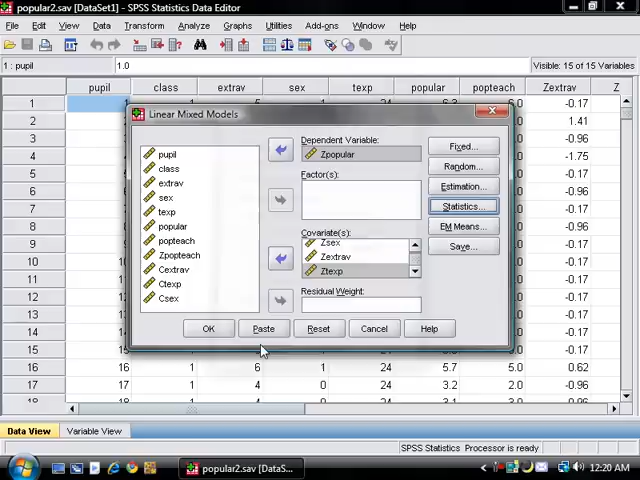 popular2.sav [DataSet1] - SPSS Statistics Data Editor
File Edit View Data Transform Analyze Graphs Utilities Add-ons Window Help
1 : pupil 1.0 Visible: 15 of 15 Variables
pupil class extrav sex texp popular popteach Zextrav Z
1 -0.17
2 1.41
3 -0.96
4 -1.75
5 -0.17
6 -0.96
7 -0.17
8 -0.96
9 -0.17
10 -0.17
11 -0.17
12 -0.17
13 -0.17
14 -0.17
15 -0.17
16 1 6 1 24 5.7 5.0 0.62
17 1 4 0 24 3.2 2.0 -0.96
18
Linear Mixed Models
pupil
class
extrav
sex
texp
popular
popteach
Zpopteach
Cextrav
Ctexp
Csex
Dependent Variable:
Zpopular
Factor(s):
Covariate(s):
Zsex
Zextrav
Ztexp
Residual Weight:
Fixed...
Random...
Estimation...
Statistics...
EM Means...
Save...
OK Paste Reset Cancel Help
Data View Variable View
SPSS Statistics Processor is ready
popular2.sav [DataS... 12:20 AM